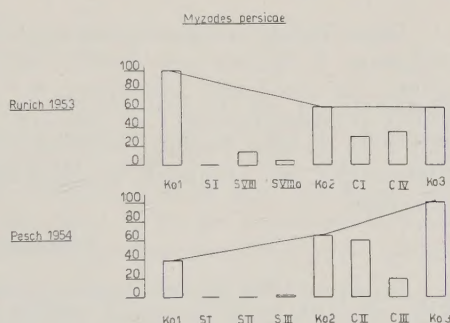 Myzodes persicae
Rurich 1953
100
80
60
40
20
0
Ko1 SI SVIII SVIIIa Ko2 CI CIV Ko3
Pesch 1954
100
80
60
40
20
0
Ko1 SI SII SIII Ko2 CII CIII Ko3